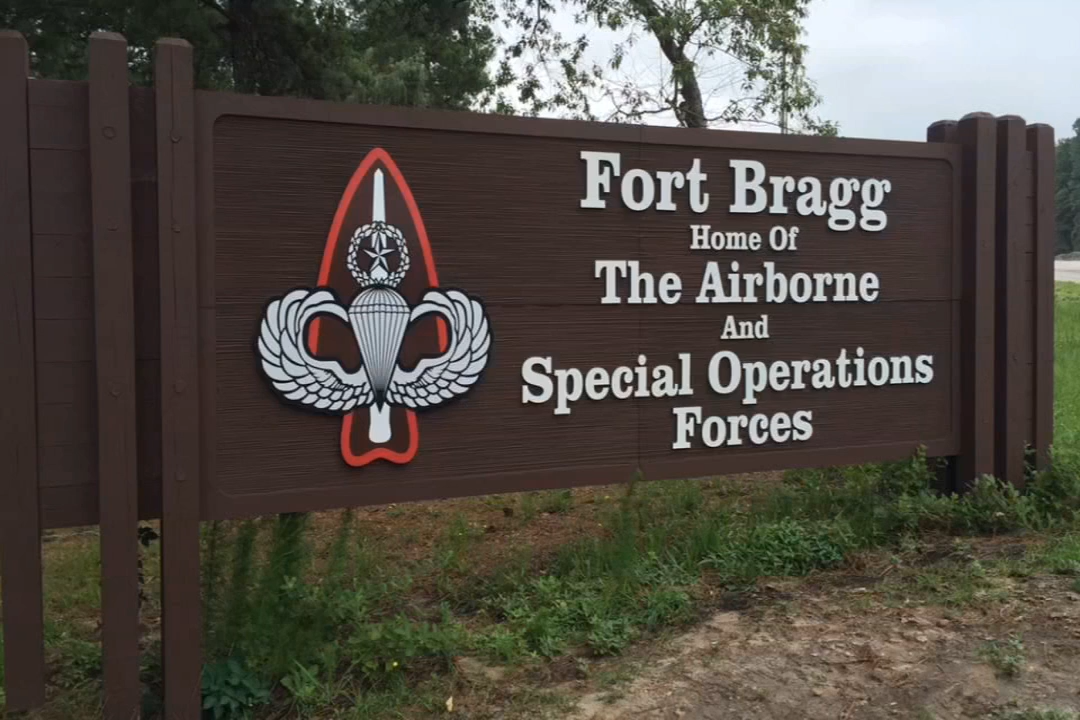 Fort Bragg
Home Of
The Airborne
And
Special Operations
Forces